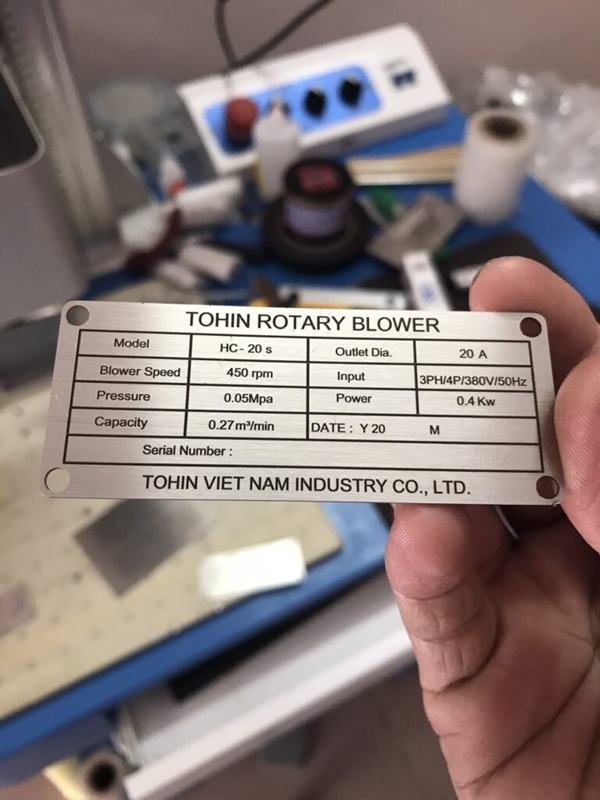 TOHIN ROTARY BLOWER
Model HC - 20 s Outlet Dia. 20 A
Blower Speed 450 rpm Input 3PH/4P/380V/50Hz
Pressure 0.05Mpa Power 0.4 Kw
Capacity 0.27m³/min DATE : Y 20 M
Serial Number :
TOHIN VIET NAM INDUSTRY CO., LTD.